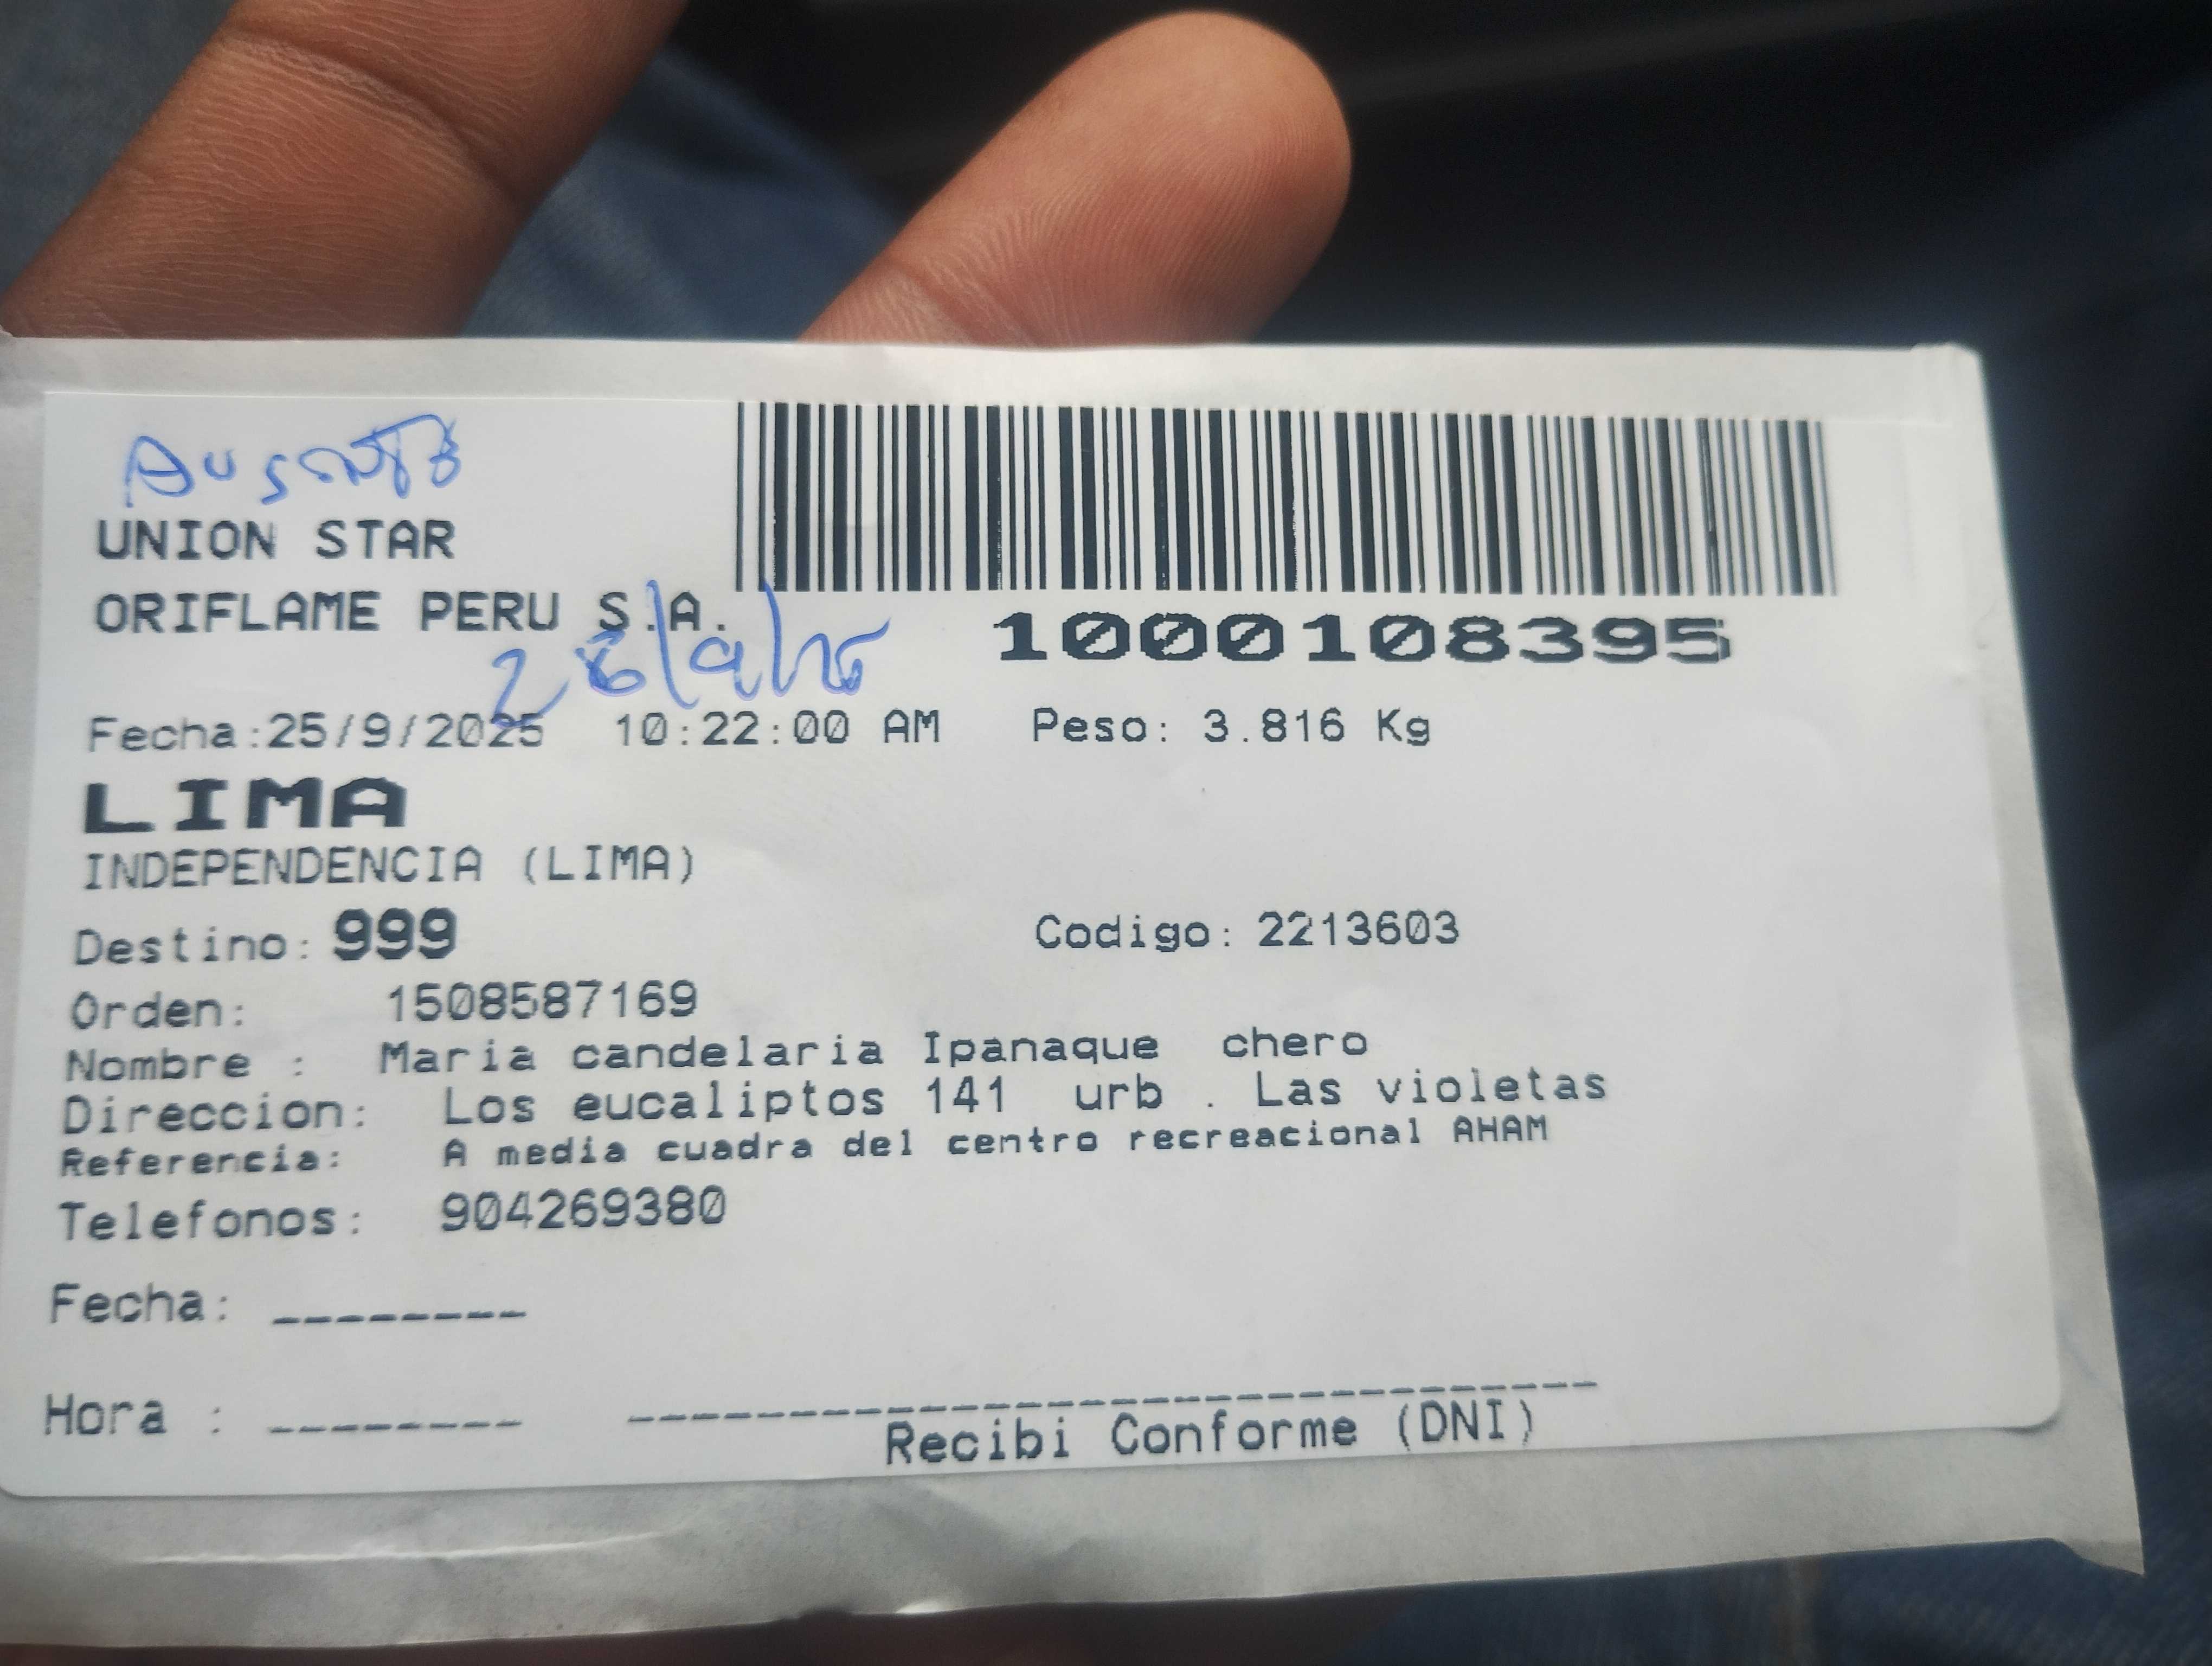 Ausente
UNION STAR
ORIFLAME PERU S.A.
1000108395
Fecha:25/9/2025 10:22:00 AM Peso: 3.816 Kg
LIMA
INDEPENDENCIA (LIMA)
Destino: 999 Codigo: 2213603
Orden: 1508587169
Nombre : Maria candelaria Ipanaque chero
Direccion: Los eucaliptos 141 urb . Las violetas
Referencia: A media cuadra del centro recreacional AHAM
Telefonos: 904269380
Fecha: ________
Hora : ________
Recibi Conforme (DNI)